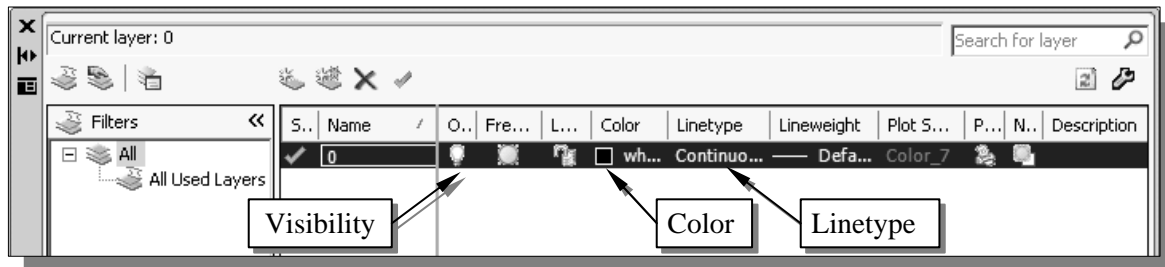 Current layer: 0
Search for layer
Filters
S.. Name O.. Fre... L... Color Linetype Lineweight Plot S... P... N.. Description
All
0 wh... Continuo... Defa... Color_7
All Used Layers
Visibility Color Linetype